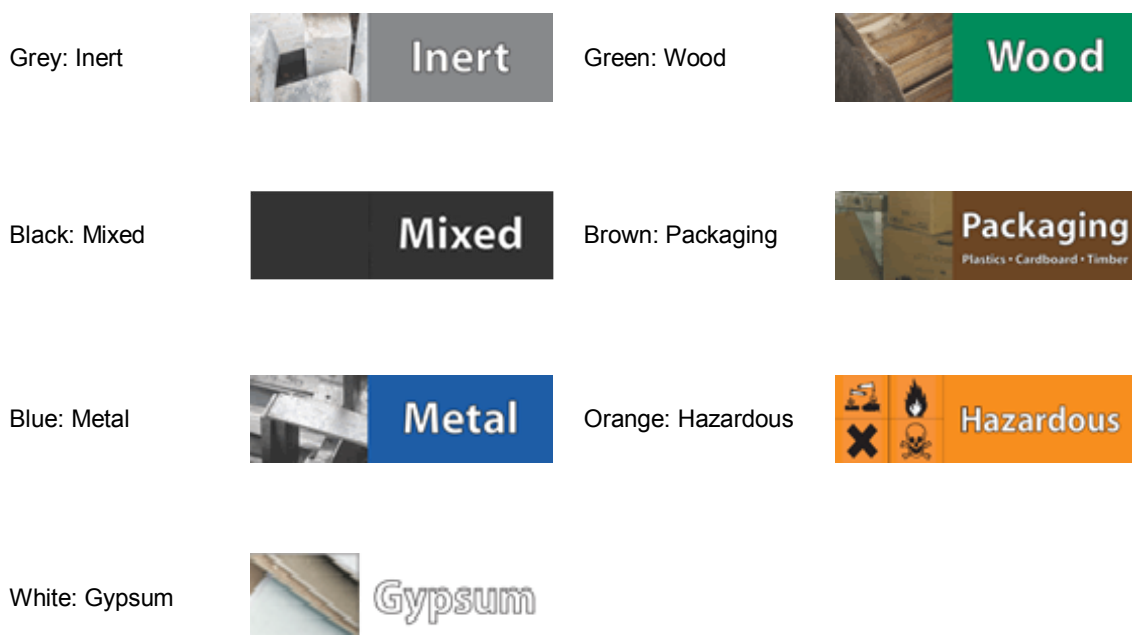 Grey: Inert
Inert
Green: Wood
Wood
Black: Mixed
Mixed
Brown: Packaging
Packaging
Plastics • Cardboard • Timber
Blue: Metal
Metal
Orange: Hazardous
Hazardous
White: Gypsum
Gypsum